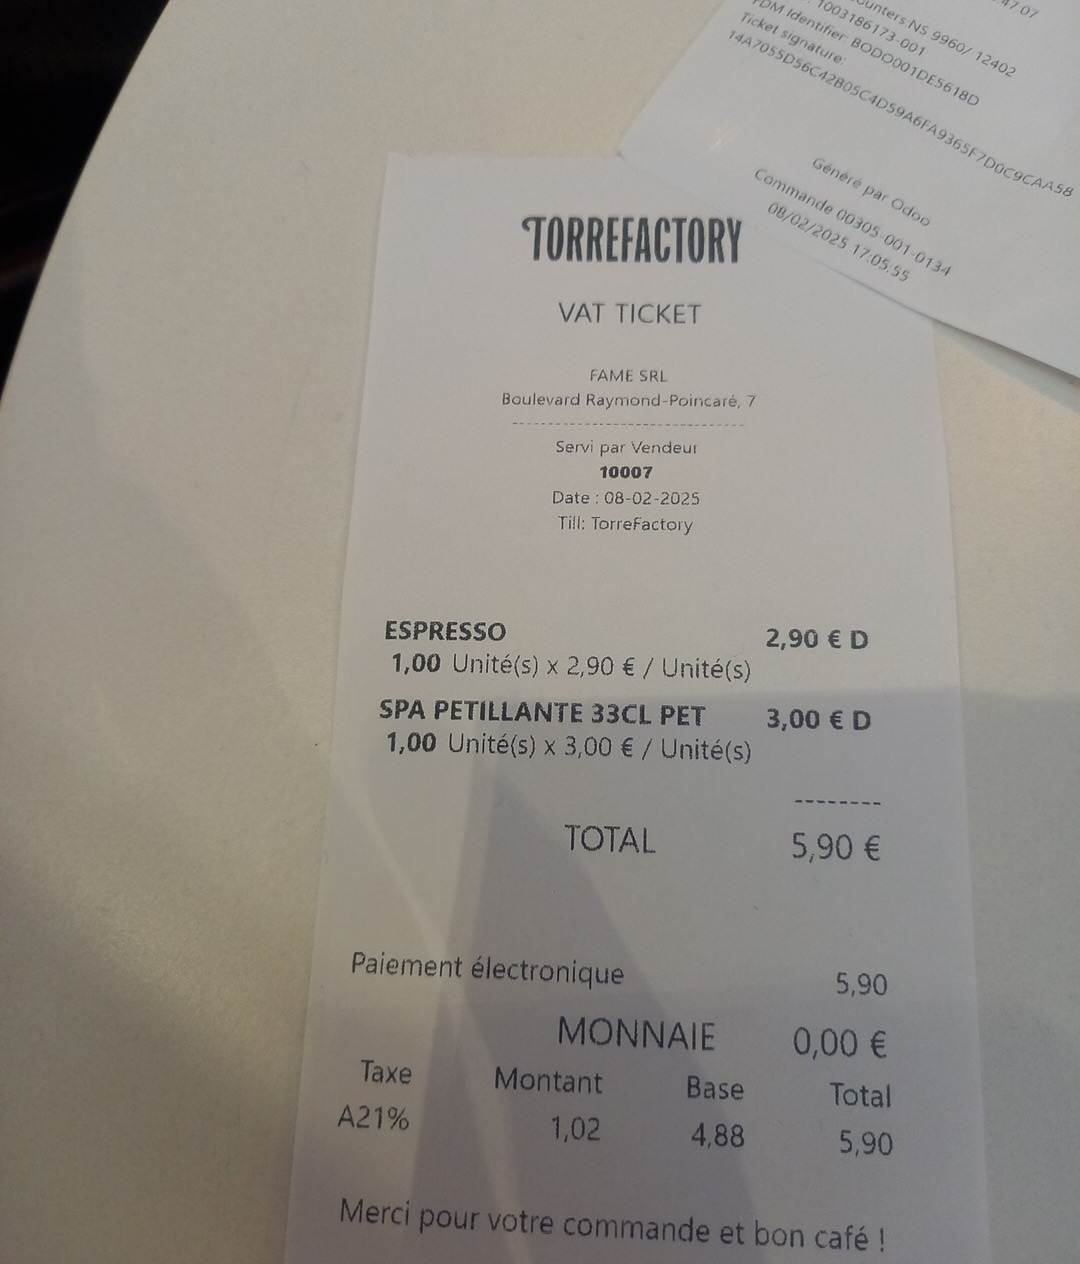 47:07
ounters NS 9960/ 12402
1003186173-001
PDM Identifier: BODO001DE5618D
Ticket signature:
14A7055D56C42B05C4D59A6FA9365F7D0C9CAA58
Généré par Odoo
Commande 00305-001-0134
08/02/2025 17:05:55
TORREFACTORY
VAT TICKET
FAME SRL
Boulevard Raymond-Poincaré, 7
--------------------------------
Servi par Vendeur
10007
Date : 08-02-2025
Till: TorreFactory
ESPRESSO 2,90 € D
1,00 Unité(s) x 2,90 € / Unité(s)
SPA PETILLANTE 33CL PET 3,00 € D
1,00 Unité(s) x 3,00 € / Unité(s)
--------
TOTAL 5,90 €
Paiement électronique 5,90
MONNAIE 0,00 €
Taxe Montant Base Total
A21% 1,02 4,88 5,90
Merci pour votre commande et bon café !